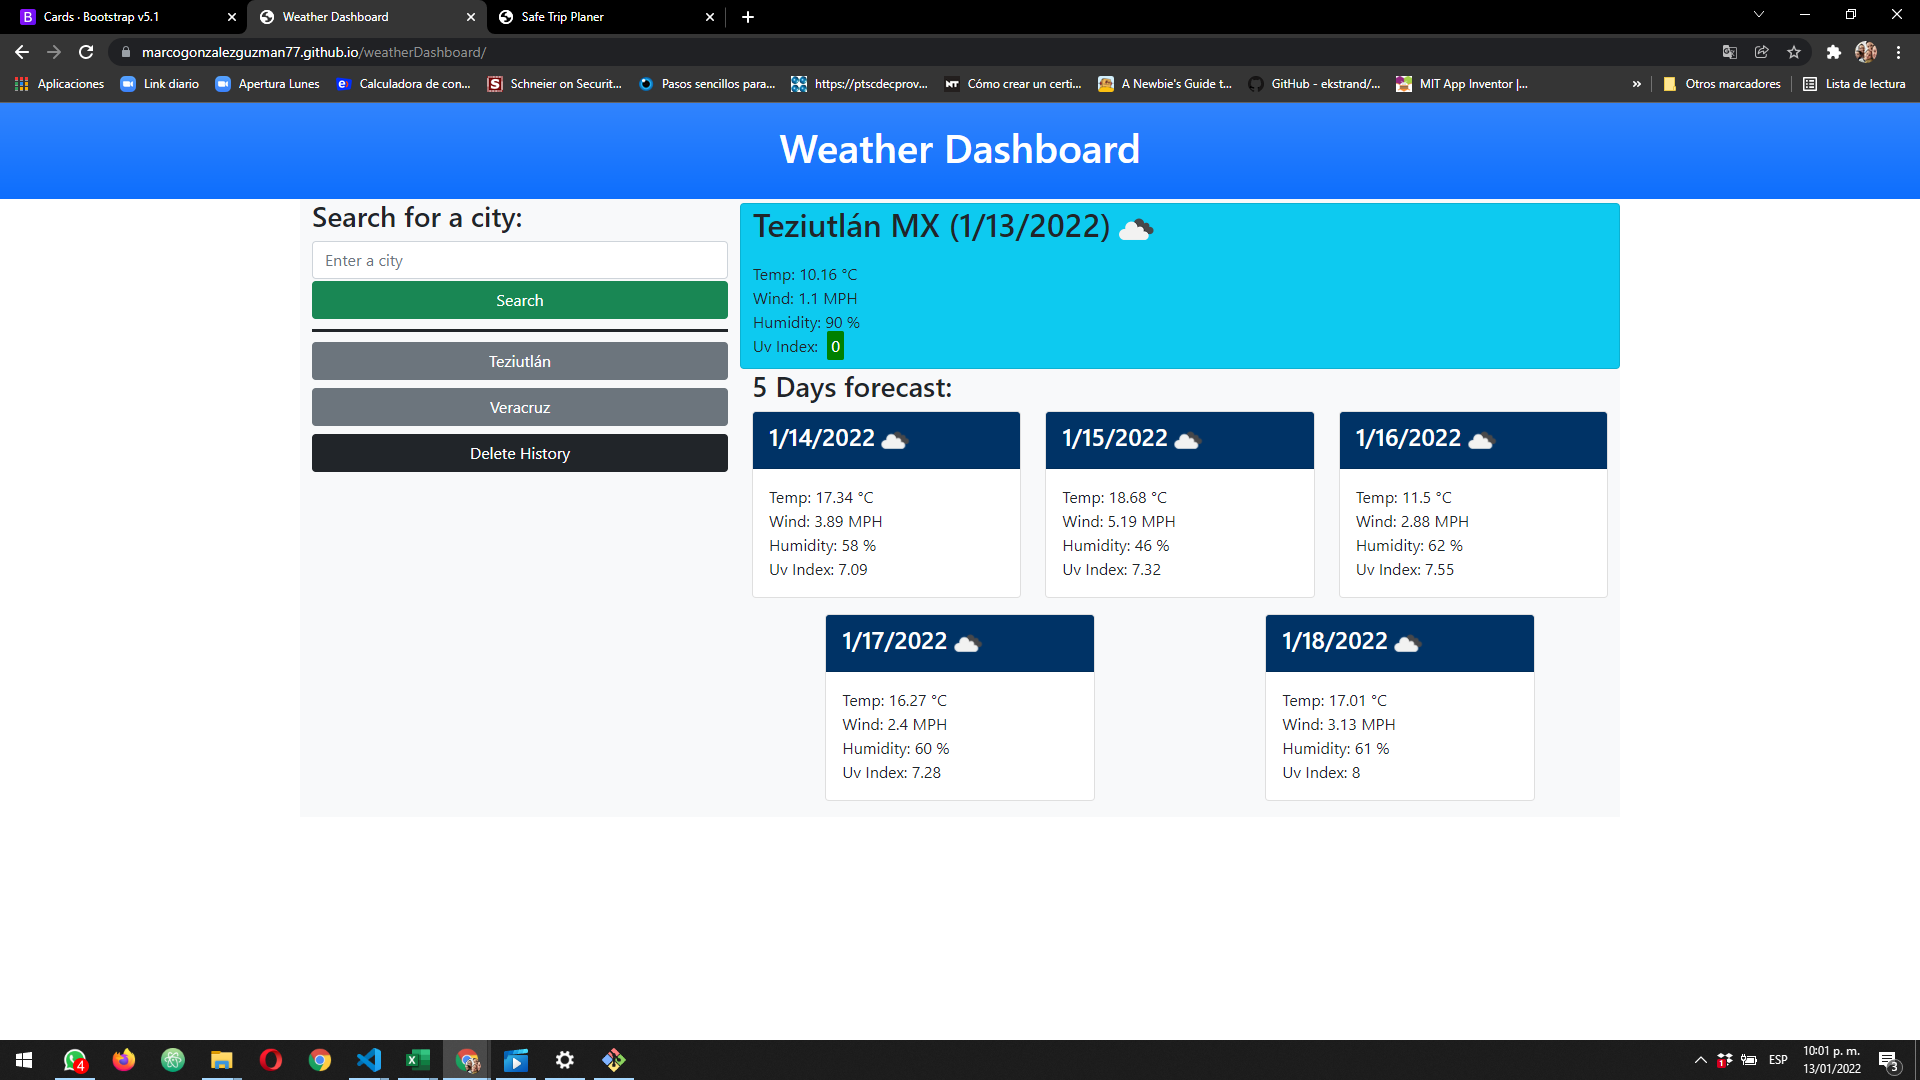 Cards · Bootstrap v5.1
Weather Dashboard
Safe Trip Planer
marcogonzalezguzman77.github.io/weatherDashboard/
Aplicaciones
Link diario
Apertura Lunes
Calculadora de con...
Schneier on Securit...
Pasos sencillos para...
https://ptscdecprov...
Cómo crear un certi...
A Newbie's Guide t...
GitHub - ekstrand/...
MIT App Inventor |...
»
Otros marcadores
Lista de lectura
Weather Dashboard
Search for a city:
Enter a city
Search
Teziutlán
Veracruz
Delete History
Teziutlán MX (1/13/2022)
Temp: 10.16 °C
Wind: 1.1 MPH
Humidity: 90 %
Uv Index: 0
5 Days forecast:
1/14/2022
Temp: 17.34 °C
Wind: 3.89 MPH
Humidity: 58 %
Uv Index: 7.09
1/15/2022
Temp: 18.68 °C
Wind: 5.19 MPH
Humidity: 46 %
Uv Index: 7.32
1/16/2022
Temp: 11.5 °C
Wind: 2.88 MPH
Humidity: 62 %
Uv Index: 7.55
1/17/2022
Temp: 16.27 °C
Wind: 2.4 MPH
Humidity: 60 %
Uv Index: 7.28
1/18/2022
Temp: 17.01 °C
Wind: 3.13 MPH
Humidity: 61 %
Uv Index: 8
4
1
ESP
10:01 p. m.
13/01/2022
3